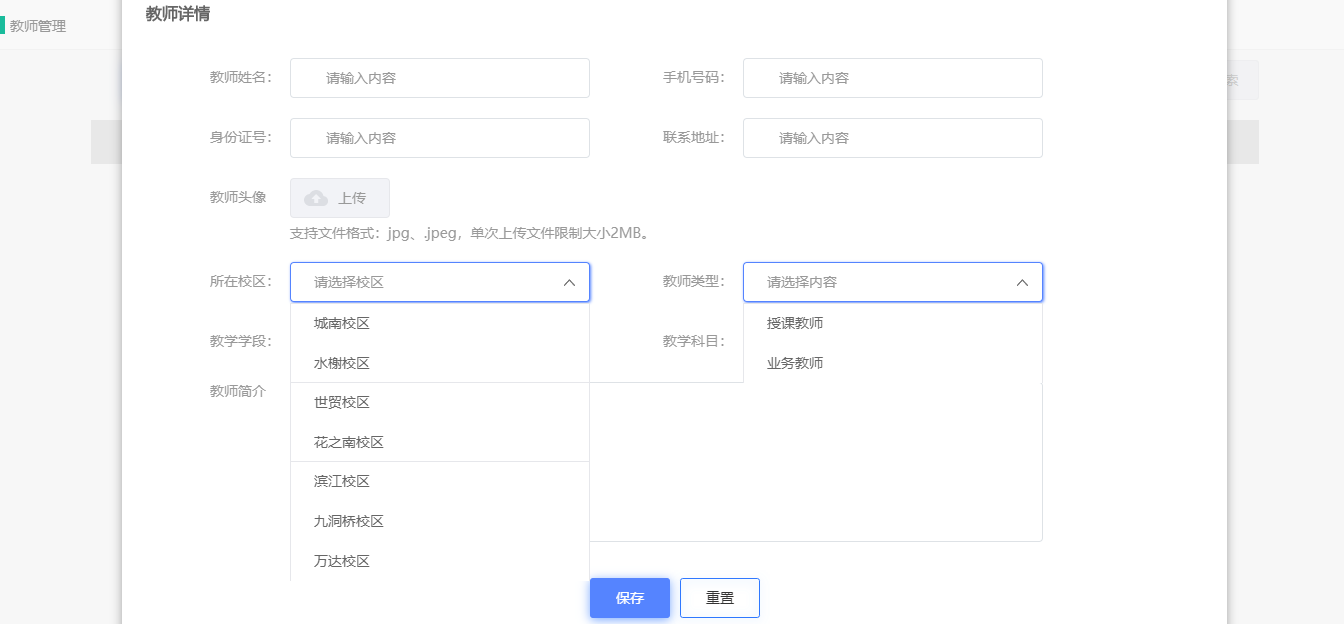 教师详情
教师管理
教师姓名： 请输入内容 手机号码： 请输入内容
索
身份证号： 请输入内容 联系地址： 请输入内容
教师头像 上传
支持文件格式：jpg、.jpeg，单次上传文件限制大小2MB。
所在校区： 请选择校区 教师类型： 请选择内容
城南校区 授课教师
教学学段： 教学科目：
水榭校区 业务教师
教师简介
世贸校区
花之南校区
滨江校区
九洞桥校区
万达校区
保存 重置